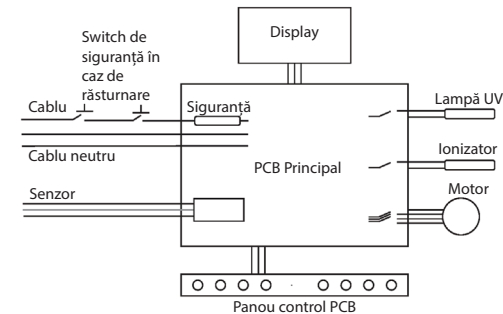 Display
Switch de
siguranță în
caz de
răsturnare
Cablu
Siguranță
Lampă UV
Cablu neutru
PCB Principal
Ionizator
Senzor
Motor
Panou control PCB